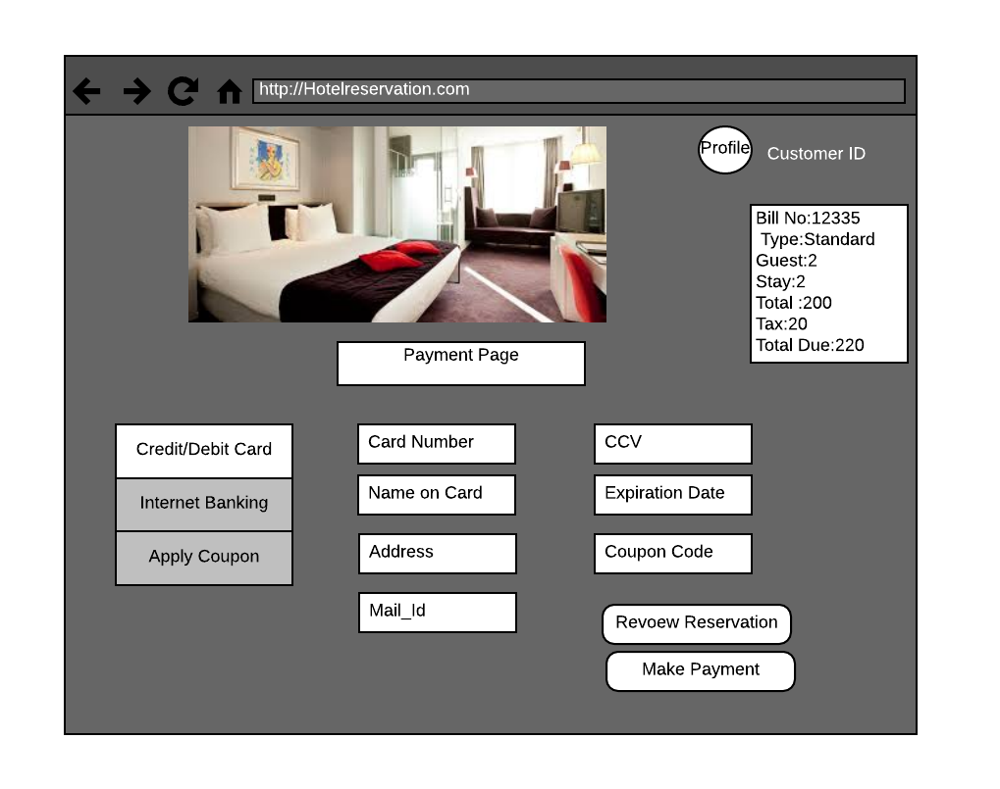 http://Hotelreservation.com
Profile
Customer ID
Bill No:12335
Type:Standard
Guest:2
Stay:2
Total :200
Tax:20
Total Due:220
Payment Page
Credit/Debit Card
Internet Banking
Apply Coupon
Card Number
Name on Card
Address
Mail_Id
CCV
Expiration Date
Coupon Code
Revoew Reservation
Make Payment